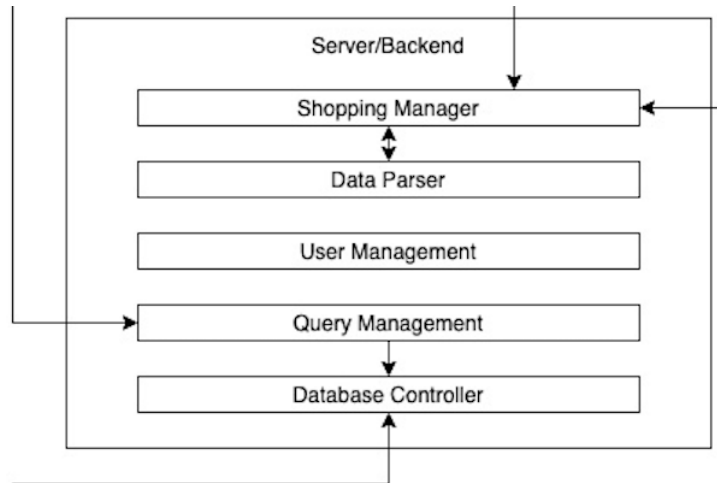 Server/Backend
Shopping Manager
Data Parser
User Management
Query Management
Database Controller